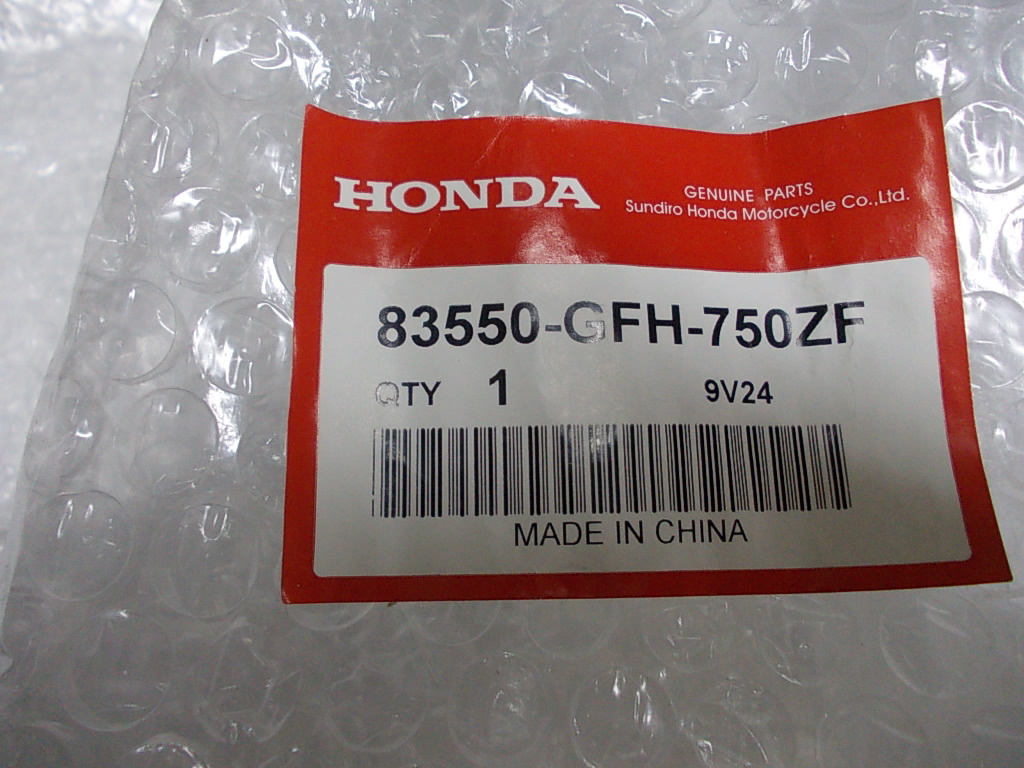 HONDA
GENUINE PARTS
Sundiro Honda Motorcycle Co.,Ltd.
83550-GFH-750ZF
QTY 1 9V24
MADE IN CHINA